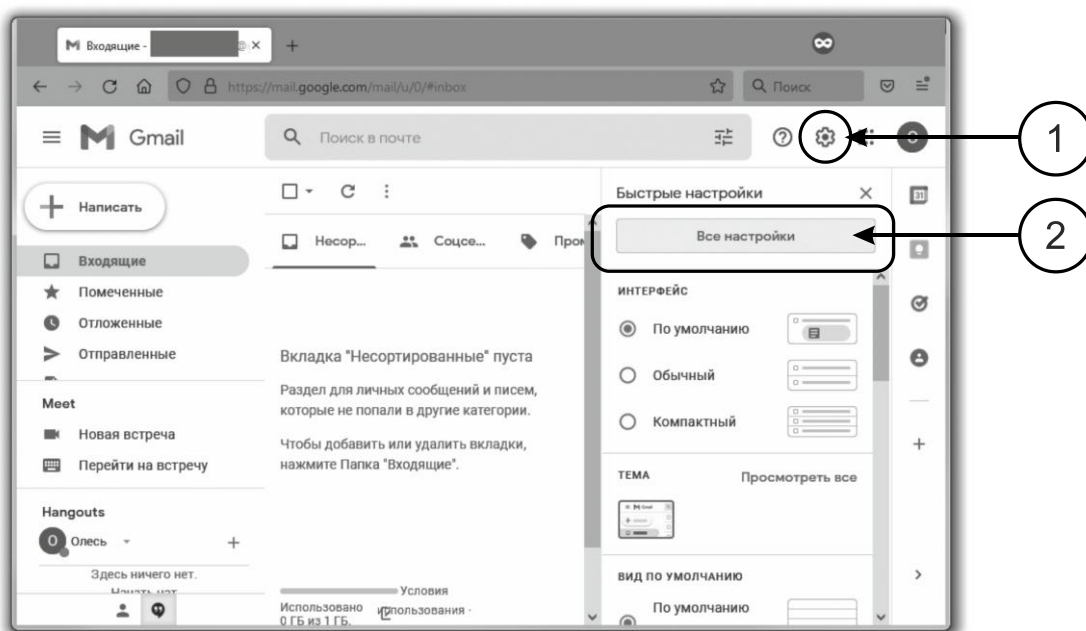 Входящие -
https://mail.google.com/mail/u/0/#inbox
Поиск
Gmail
Поиск в почте
1
Написать
Входящие
Помеченные
Отложенные
Отправленные
Meet
Новая встреча
Перейти на встречу
Hangouts
О Олесь
Здесь ничего нет.
Начать чат
Несор...
Соцсе...
Пром
Вкладка "Несортированные" пуста
Раздел для личных сообщений и писем,
которые не попали в другие категории.
Чтобы добавить или удалить вкладки,
нажмите Папка "Входящие".
Условия
Использовано
использования ·
0 ГБ из 1 ГБ.
Быстрые настройки
31
Все настройки
2
ИНТЕРФЕЙС
По умолчанию
Обычный
Компактный
ТЕМА
Просмотреть все
Gmail
ВИД ПО УМОЛЧАНИЮ
По умолчанию